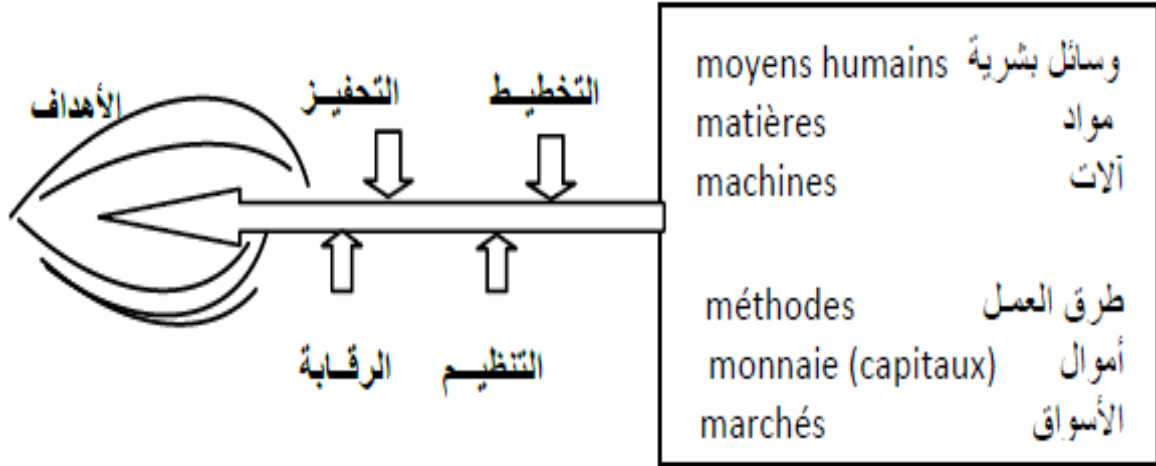 moyens humains وسائل بشرية
matières مواد
machines آلات
méthodes طرق العمـل
monnaie (capitaux) أموال
marchés الأسواق
التخطيـط
التحفيـز
الأهداف
التنظيـم
الرقـابة